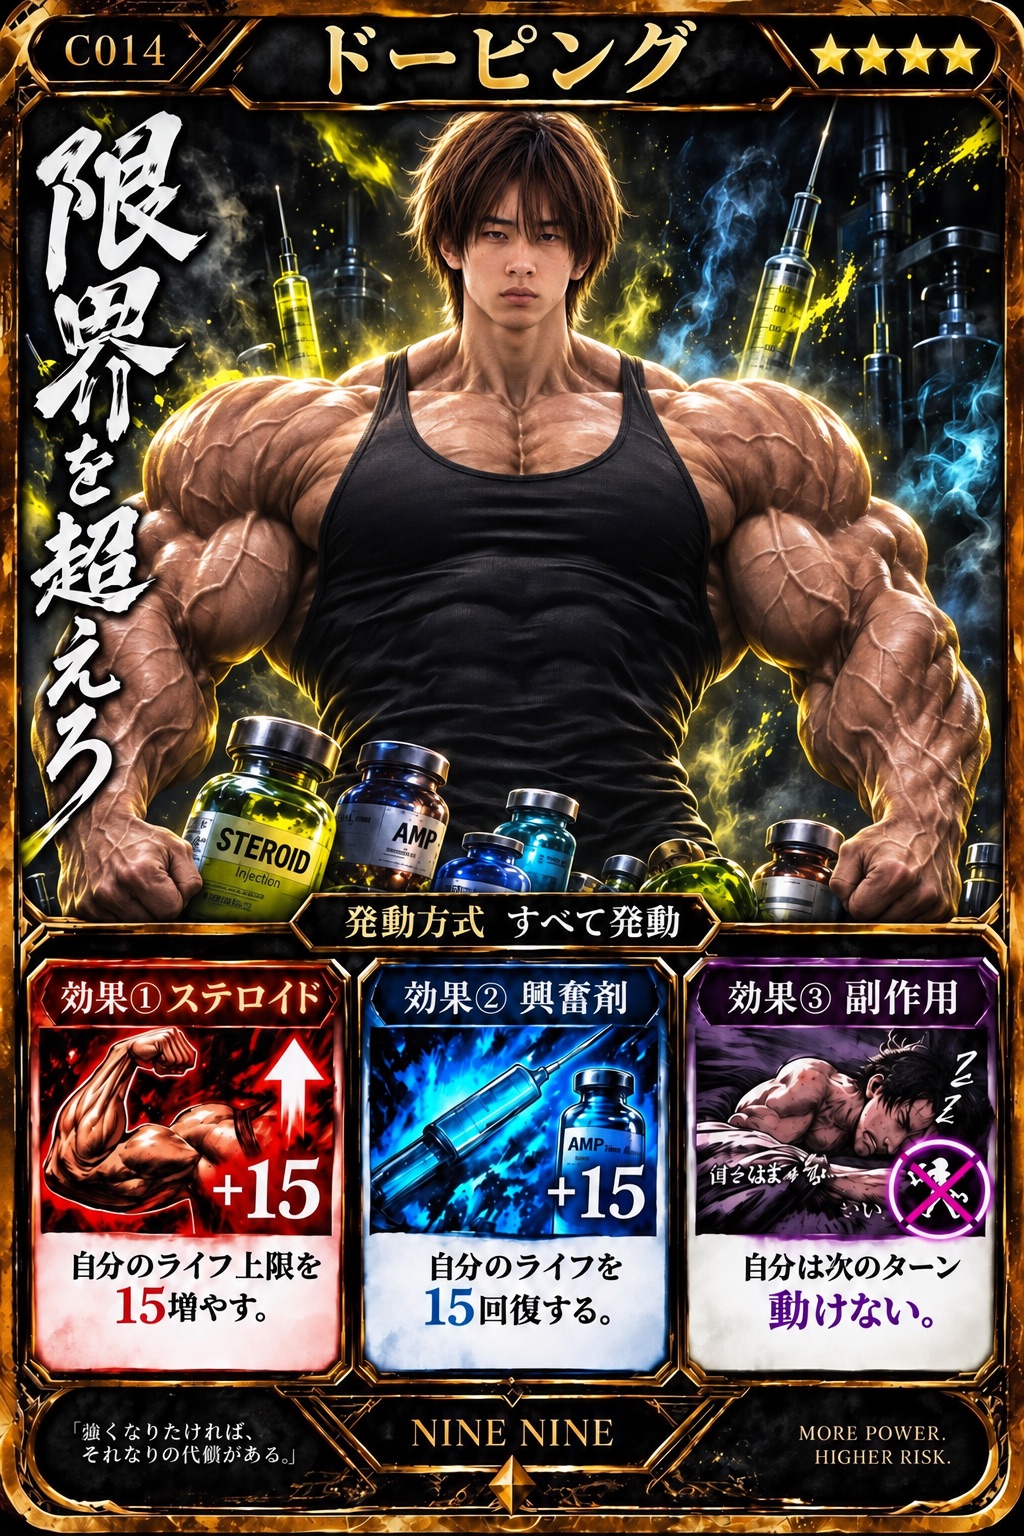 C014
ドーピング
限界を超えろ
STEROID
Injection
AMP
発動方式 すべて発動
効果① ステロイド
+15
自分のライフ上限を
15増やす。
効果② 興奮剤
AMP
+15
自分のライフを
15回復する。
効果③ 副作用
Z
Z
自分は次のターン
動けない。
「強くなりたければ、
それなりの代償がある。」
NINE NINE
MORE POWER.
HIGHER RISK.